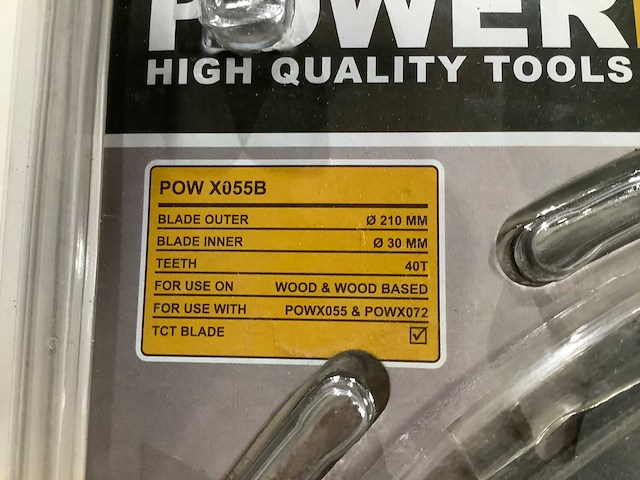 POWER
HIGH QUALITY TOOLS
POW X055B
BLADE OUTER Ø 210 MM
BLADE INNER Ø 30 MM
TEETH 40T
FOR USE ON WOOD & WOOD BASED
FOR USE WITH POWX055 & POWX072
TCT BLADE ☑